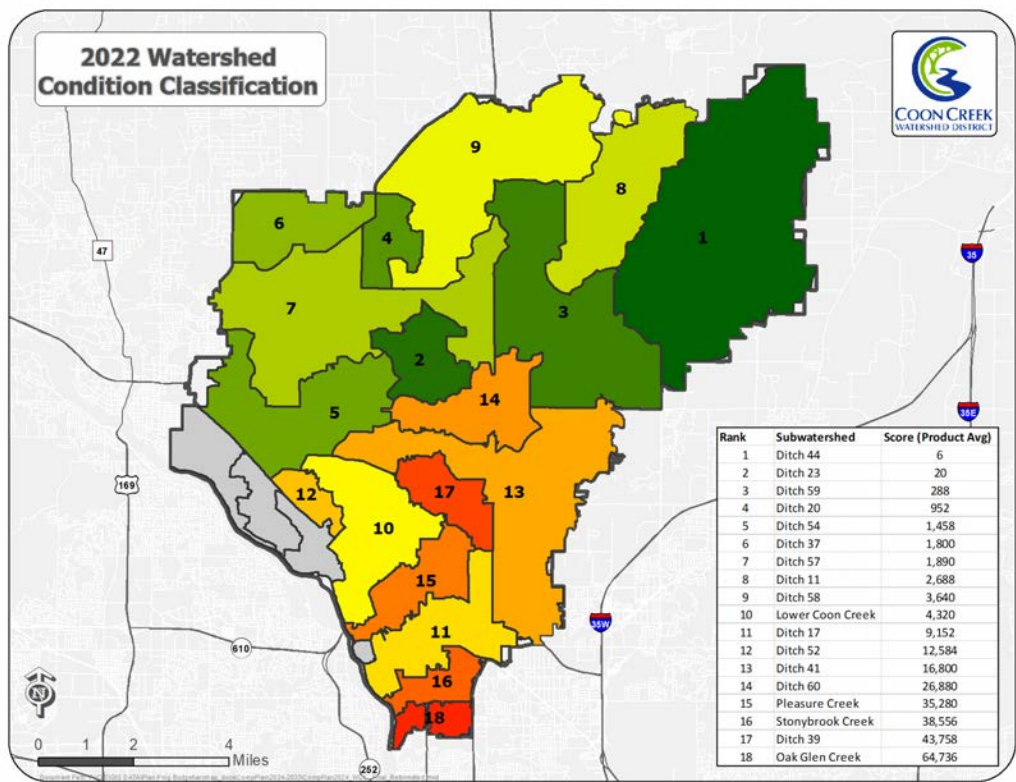 2022 Watershed
Condition Classification
COON CREEK
WATERSHED DISTRICT
9
8
6
4
1
47
35
7
3
2
14
5
35E
169
12
17
13
10
15
35W
11
610
16
18
252
N
0 2 4
Miles
Rank Subwatershed Score (Product Avg)
1 Ditch 44 6
2 Ditch 23 20
3 Ditch 59 288
4 Ditch 20 952
5 Ditch 54 1,458
6 Ditch 37 1,800
7 Ditch 57 1,890
8 Ditch 11 2,688
9 Ditch 58 3,640
10 Lower Coon Creek 4,320
11 Ditch 17 9,152
12 Ditch 52 12,584
13 Ditch 41 16,800
14 Ditch 60 26,880
15 Pleasure Creek 35,280
16 Stonybrook Creek 38,556
17 Ditch 39 43,758
18 Oak Glen Creek 64,736